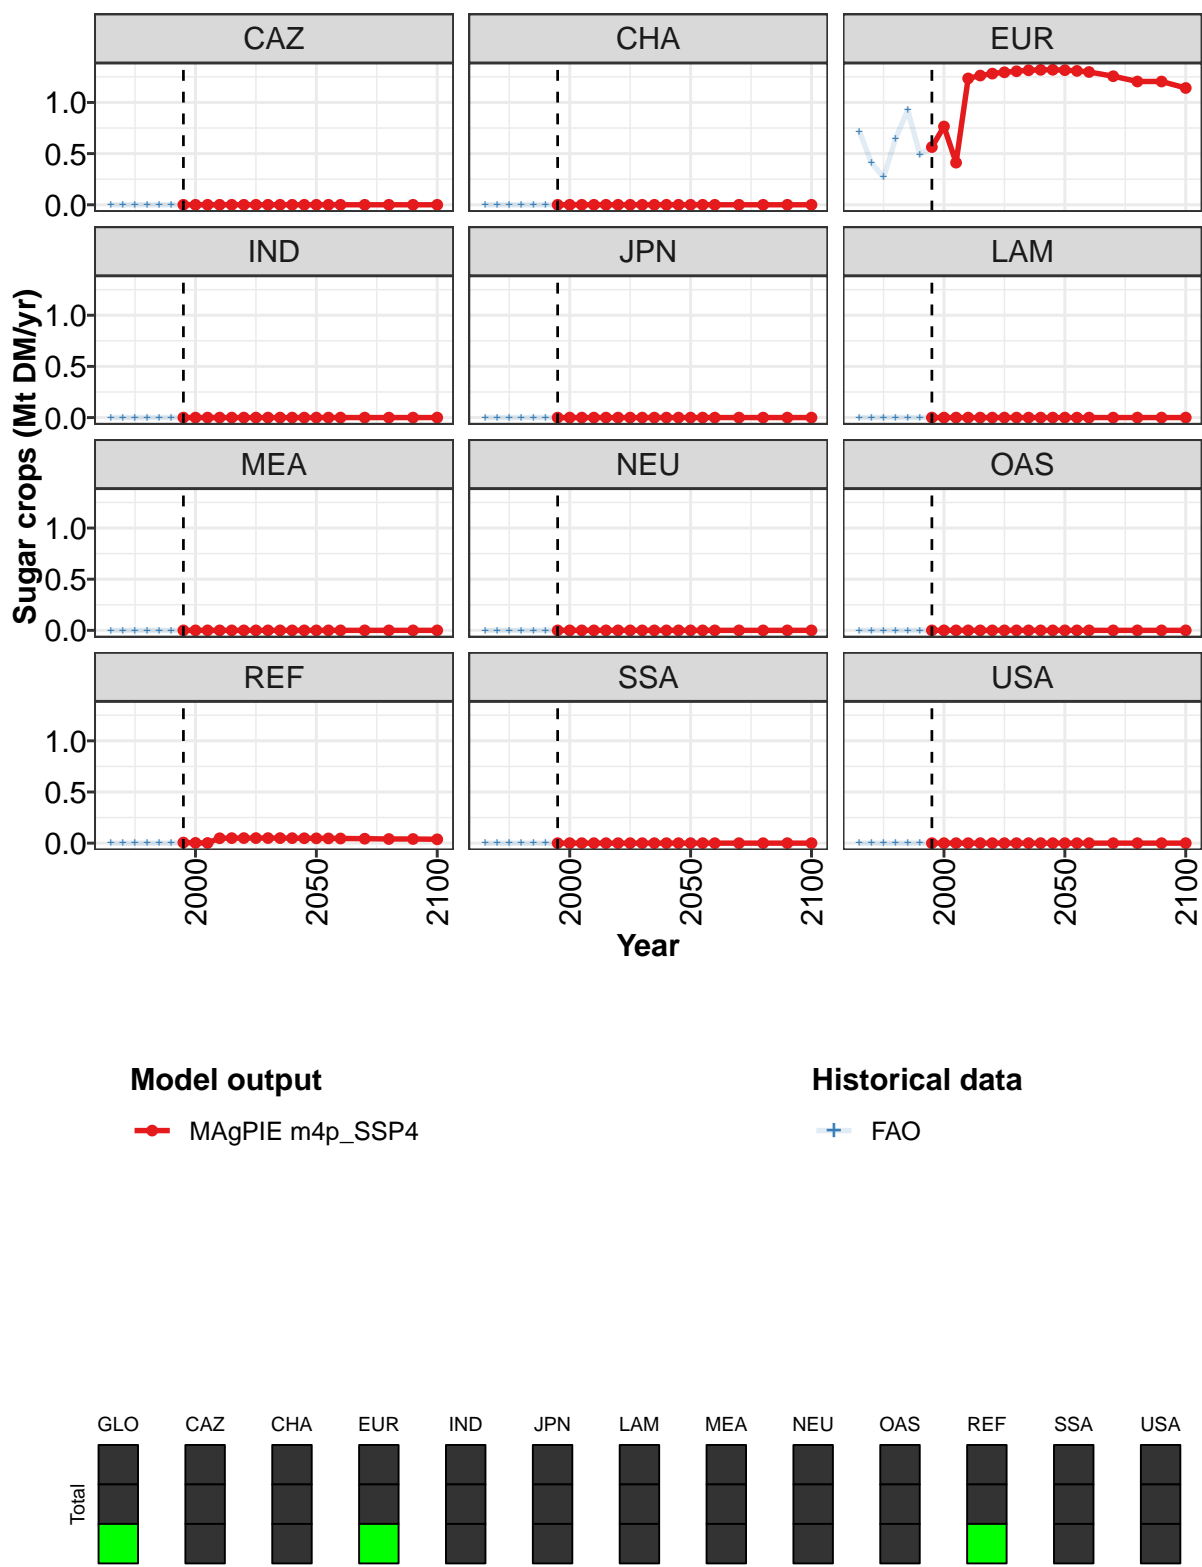 CAZ CHA EUR
1.0
0.5
0.0
IND JPN LAM
1.0
0.5
0.0
MEA NEU OAS
1.0
0.5
0.0
REF SSA USA
1.0
0.5
0.0
Sugar crops (Mt DM/yr)
2000 2050 2100 2000 2050 2100 2000 2050 2100
Year
Model output Historical data
MAgPIE m4p_SSP4 FAO
GLO CAZ CHA EUR IND JPN LAM MEA NEU OAS REF SSA USA
Total